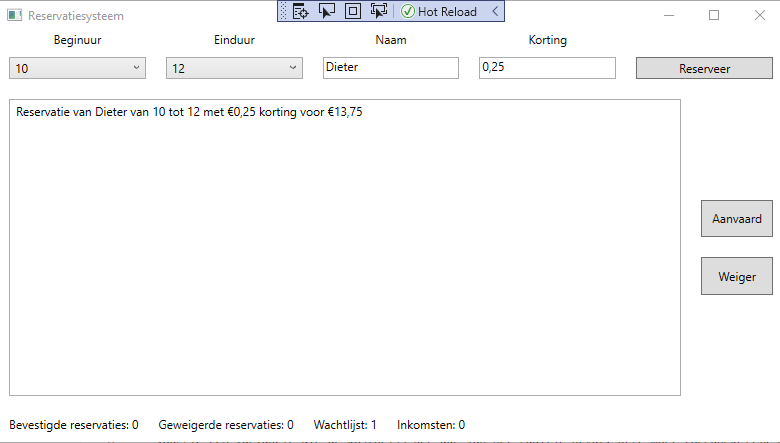 Reservatiesysteem
Hot Reload
Beginuur Einduur Naam Korting
10 12 Dieter 0,25 Reserveer
Reservatie van Dieter van 10 tot 12 met €0,25 korting voor €13,75
Aanvaard
Weiger
Bevestigde reservaties: 0 Geweigerde reservaties: 0 Wachtlijst: 1 Inkomsten: 0